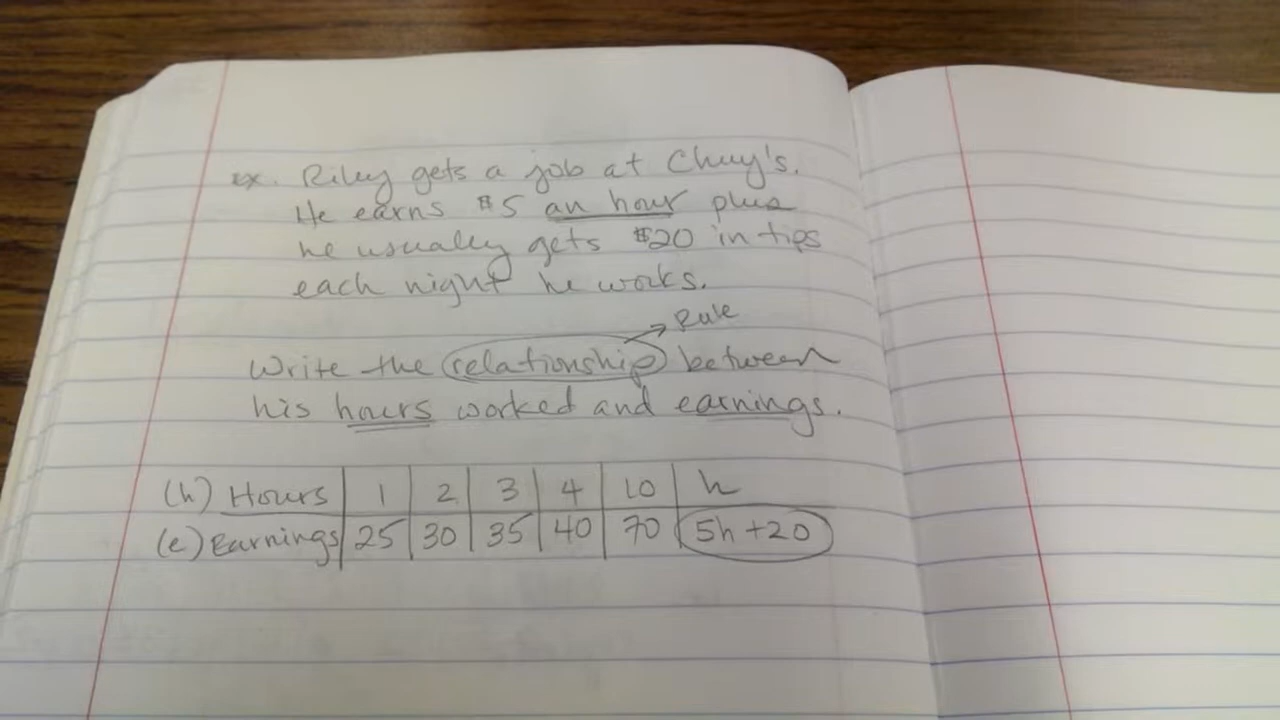 ex. Riley gets a job at Chuy's.
He earns $5 an hour plus
he usually gets $20 in tips
each night he works.
Rule
Write the relationship between
his hours worked and earnings.
(h) Hours 1 2 3 4 10 h
(e) Earnings 25 30 35 40 70 5h + 20